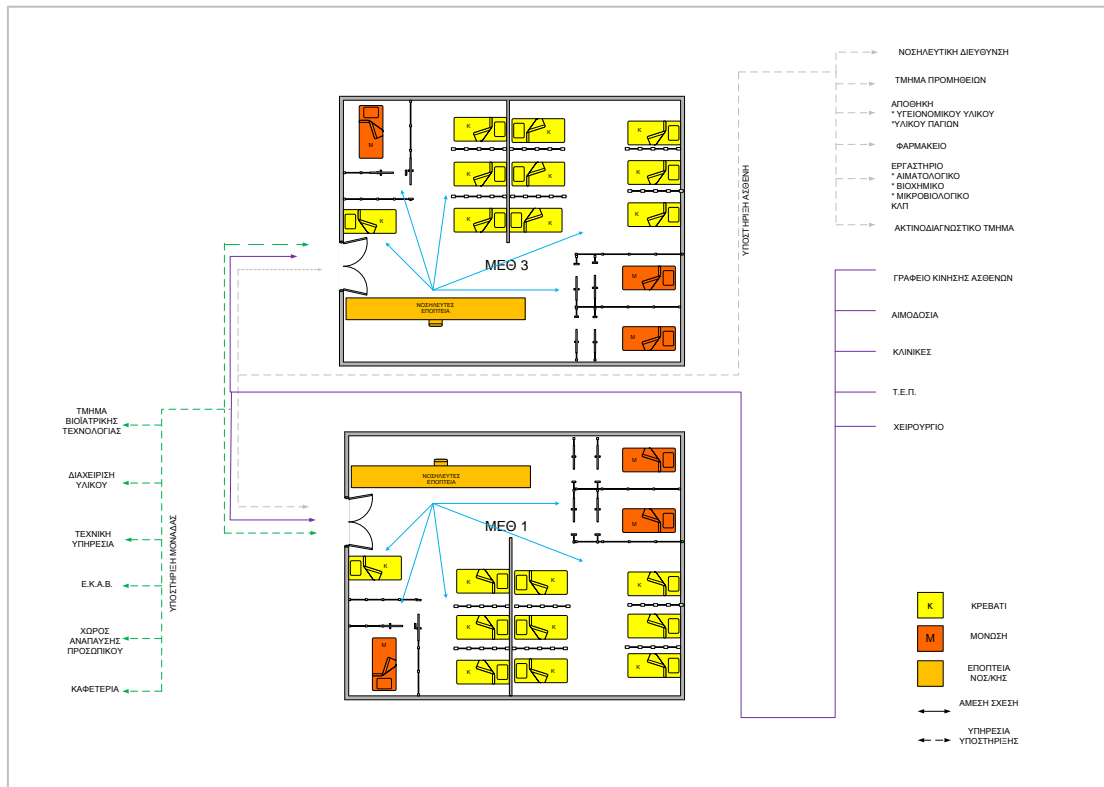 ΝΟΣΗΛΕΥΤΙΚΗ ΔΙΕΥΘΥΝΣΗ
ΤΜΗΜΑ ΠΡΟΜΗΘΕΙΩΝ
ΑΠΟΘΗΚΗ
* ΥΓΕΙΟΝΟΜΙΚΟΥ ΥΛΙΚΟΥ
*ΥΛΙΚΟΥ ΠΑΓΙΩΝ
ΦΑΡΜΑΚΕΙΟ
ΕΡΓΑΣΤΗΡΙΟ
* ΑΙΜΑΤΟΛΟΓΙΚΟ
* ΒΙΟΧΗΜΙΚΟ
* ΜΙΚΡΟΒΙΟΛΟΓΙΚΟ
ΚΛΠ
ΑΚΤΙΝΟΔΙΑΓΝΩΣΤΙΚΟ ΤΜΗΜΑ
ΥΠΟΣΤΗΡΙΞΗ ΑΣΘΕΝΗ
Μ
Κ
Κ
Κ
Κ
Κ
Κ
Κ
Κ
Κ
Κ
ΜΕΘ 3
Μ
Μ
ΝΟΣΗΛΕΥΤΕΣ
ΕΠΟΠΤΕΙΑ
ΓΡΑΦΕΙΟ ΚΙΝΗΣΗΣ ΑΣΘΕΝΩΝ
ΑΙΜΟΔΟΣΙΑ
ΚΛΙΝΙΚΕΣ
Τ.Ε.Π.
ΧΕΙΡΟΥΡΓΙΟ
ΤΜΗΜΑ
ΒΙΟΪΑΤΡΙΚΗΣ
ΤΕΧΝΟΛΟΓΙΑΣ
ΔΙΑΧΕΙΡΙΣΗ
ΥΛΙΚΟΥ
ΤΕΧΝΙΚΗ
ΥΠΗΡΕΣΙΑ
Ε.Κ.Α.Β.
ΧΩΡΟΣ
ΑΝΑΠΑΥΣΗΣ
ΠΡΟΣΩΠΙΚΟΥ
ΚΑΦΕΤΕΡΙΑ
ΥΠΟΣΤΗΡΙΞΗ ΜΟΝΑΔΑΣ
ΝΟΣΗΛΕΥΤΕΣ
ΕΠΟΠΤΕΙΑ
Μ
Μ
ΜΕΘ 1
Κ
Κ
Κ
Κ
Κ
Κ
Κ
Κ
Κ
Κ
Μ
Κ
ΚΡΕΒΑΤΙ
Μ
ΜΟΝΩΣΗ
ΕΠΟΠΤΕΙΑ
ΝΟΣ/ΚΗΣ
ΑΜΕΣΗ ΣΧΕΣΗ
ΥΠΗΡΕΣΙΑ
ΥΠΟΣΤΗΡΙΞΗΣ